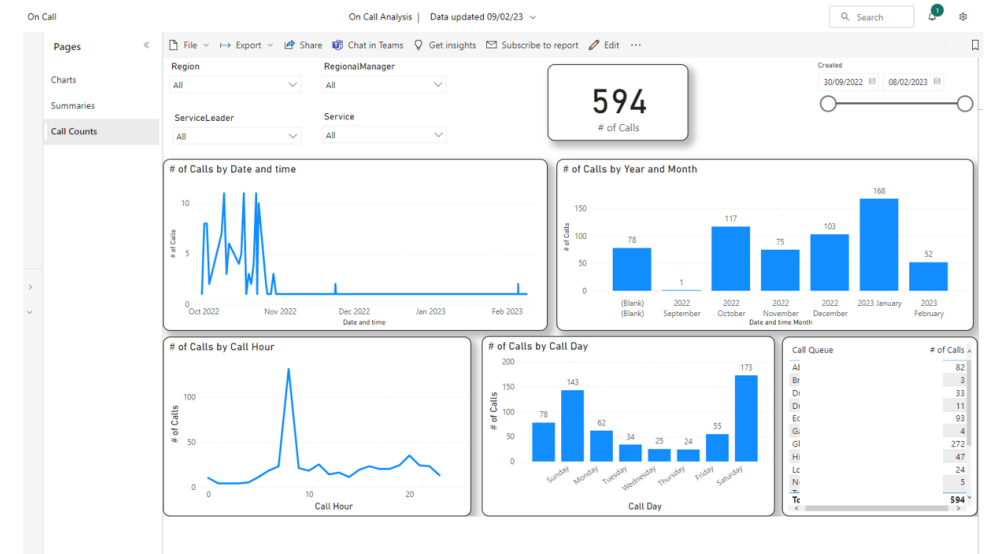 On Call
On Call Analysis | Data updated 09/02/23
Search
1
Pages
File
Export
Share
Chat in Teams
Get insights
Subscribe to report
Edit
Charts
Summaries
Call Counts
Region
All
RegionalManager
All
ServiceLeader
All
Service
All
594
# of Calls
Created
30/09/2022
08/02/2023
# of Calls by Date and time
# of Calls
10
5
0
Oct 2022
Nov 2022
Dec 2022
Jan 2023
Feb 2023
Date and time
# of Calls by Year and Month
# of Calls
150
100
50
0
78
1
117
75
103
168
52
(Blank)
(Blank)
2022
September
2022
October
2022
November
2022
December
2023 January
2023
February
Date and time Month
# of Calls by Call Hour
# of Calls
100
50
0
0
10
20
Call Hour
# of Calls by Call Day
# of Calls
200
150
100
50
0
78
143
62
34
25
24
55
173
Sunday
Monday
Tuesday
Wednesday
Thursday
Friday
Saturday
Call Day
Call Queue # of Calls
82
Br 3
33
11
93
4
272
Hi 47
24
5
594